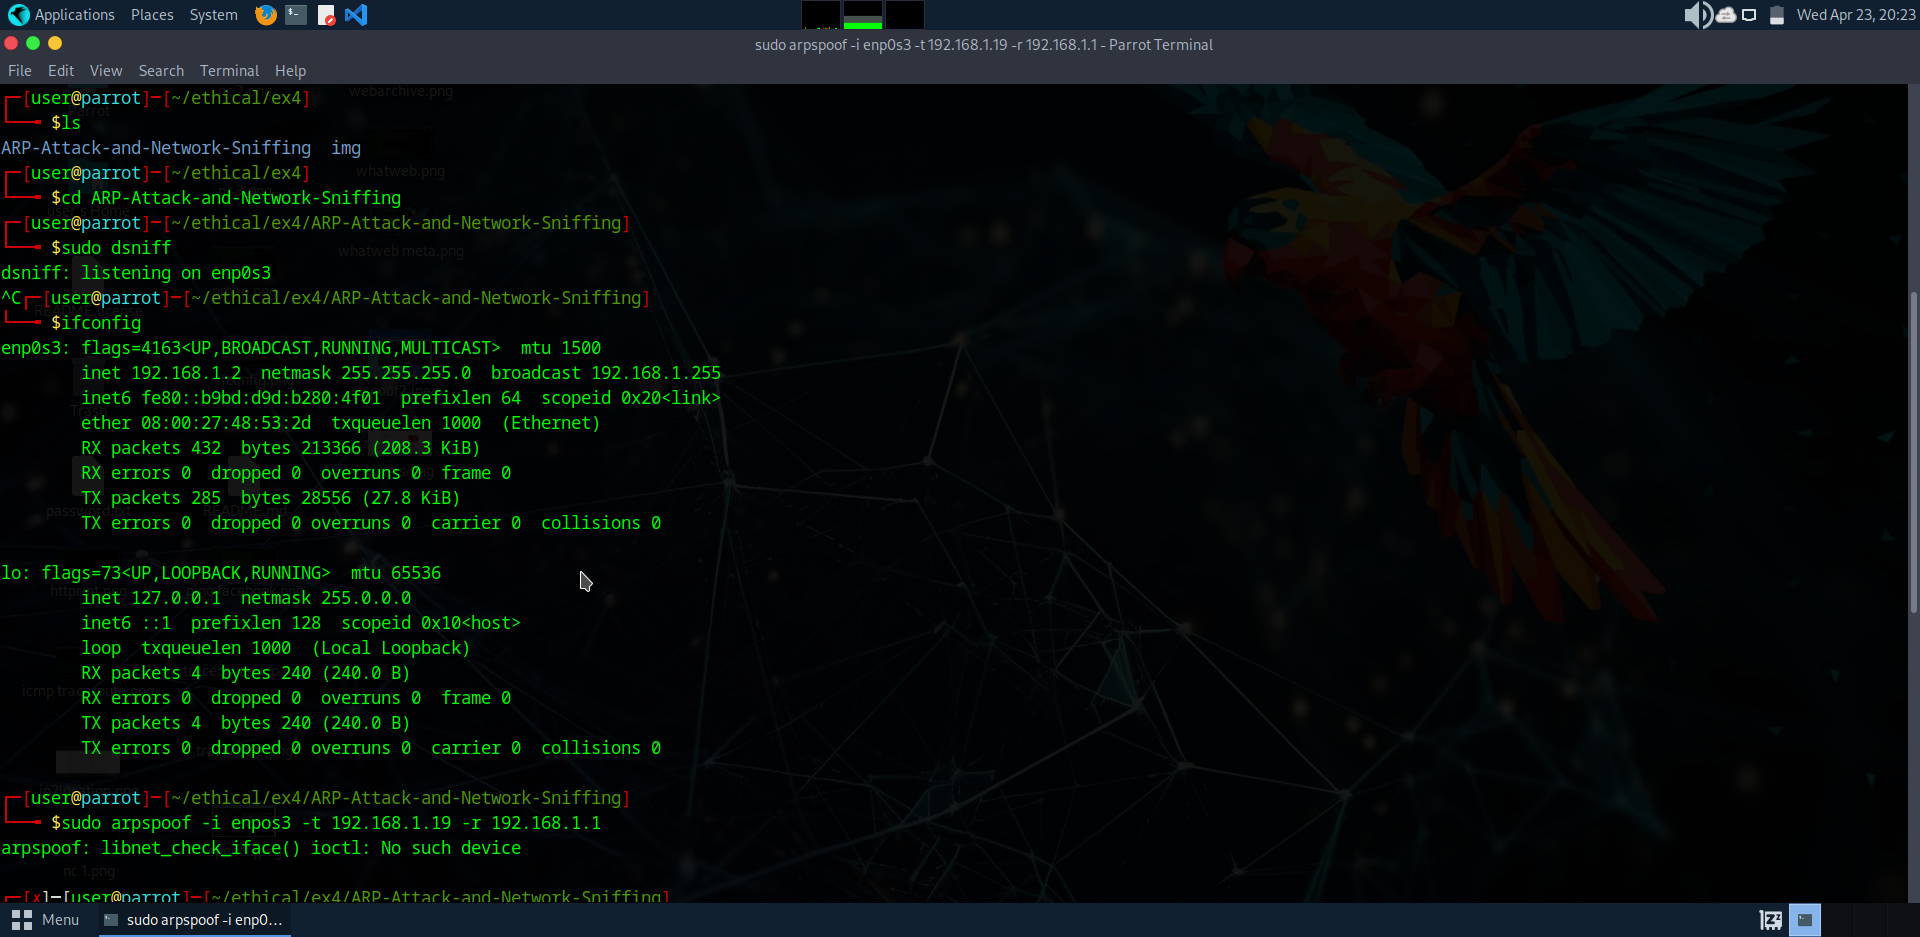 Applications Places System Wed Apr 23, 20:23
sudo arpspoof -i enp0s3 -t 192.168.1.19 -r 192.168.1.1 - Parrot Terminal
File Edit View Search Terminal Help
[user@parrot]─[~/ethical/ex4]
$ls
ARP-Attack-and-Network-Sniffing img
[user@parrot]─[~/ethical/ex4]
$cd ARP-Attack-and-Network-Sniffing
[user@parrot]─[~/ethical/ex4/ARP-Attack-and-Network-Sniffing]
$sudo dsniff
dsniff: listening on enp0s3
^C┌─[user@parrot]─[~/ethical/ex4/ARP-Attack-and-Network-Sniffing]
$ifconfig
enp0s3: flags=4163<UP,BROADCAST,RUNNING,MULTICAST> mtu 1500
inet 192.168.1.2 netmask 255.255.255.0 broadcast 192.168.1.255
inet6 fe80::b9bd:d9d:b280:4f01 prefixlen 64 scopeid 0x20<link>
ether 08:00:27:48:53:2d txqueuelen 1000 (Ethernet)
RX packets 432 bytes 213366 (208.3 KiB)
RX errors 0 dropped 0 overruns 0 frame 0
TX packets 285 bytes 28556 (27.8 KiB)
TX errors 0 dropped 0 overruns 0 carrier 0 collisions 0
lo: flags=73<UP,LOOPBACK,RUNNING> mtu 65536
inet 127.0.0.1 netmask 255.0.0.0
inet6 ::1 prefixlen 128 scopeid 0x10<host>
loop txqueuelen 1000 (Local Loopback)
RX packets 4 bytes 240 (240.0 B)
RX errors 0 dropped 0 overruns 0 frame 0
TX packets 4 bytes 240 (240.0 B)
TX errors 0 dropped 0 overruns 0 carrier 0 collisions 0
[user@parrot]─[~/ethical/ex4/ARP-Attack-and-Network-Sniffing]
$sudo arpspoof -i enpos3 -t 192.168.1.19 -r 192.168.1.1
arpspoof: libnet_check_iface() ioctl: No such device
[x]─[user@parrot]─[~/ethical/ex4/ARP-Attack-and-Network-Sniffing]
webarchive.png
whatweb.png
whatweb meta.png
Trash
README.md
nc 1.png
Menu sudo arpspoof -i enp0...